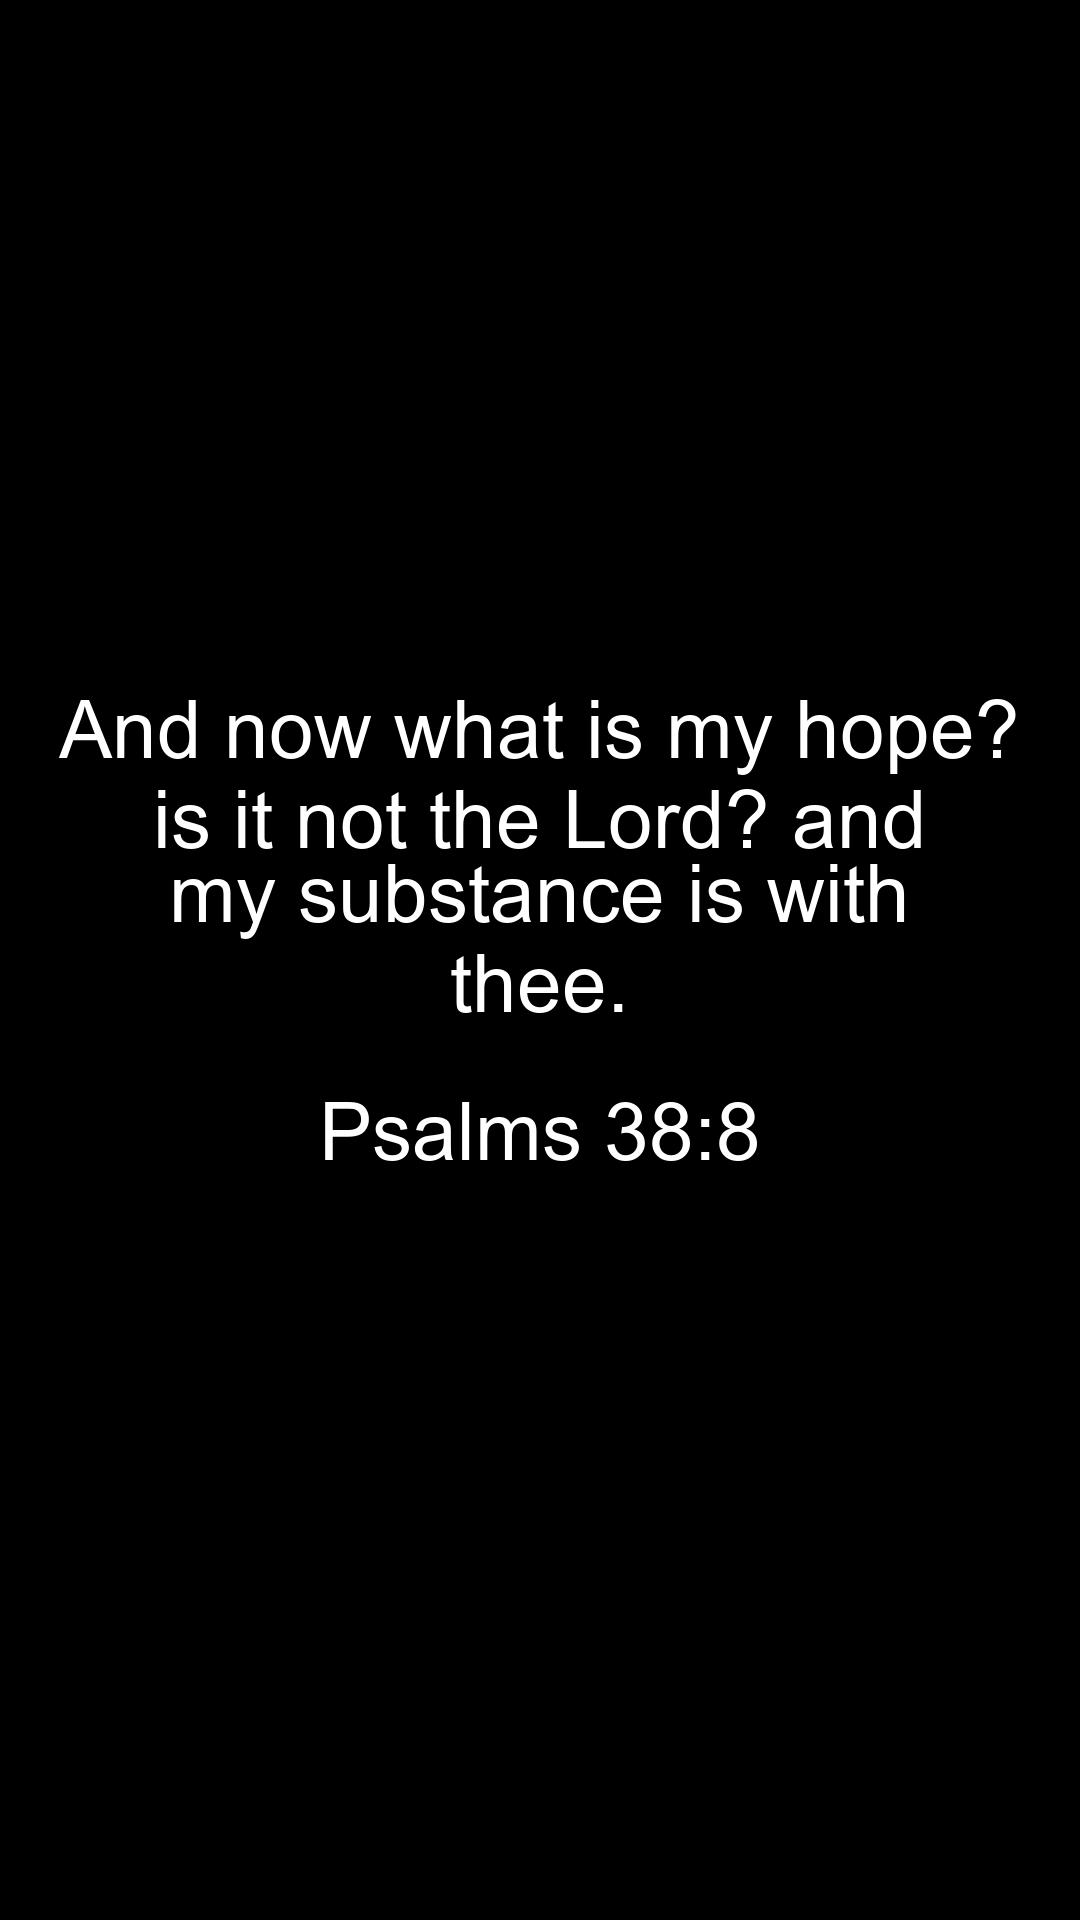 And now what is my hope?
is it not the Lord? and
my substance is with
thee.
Psalms 38:8